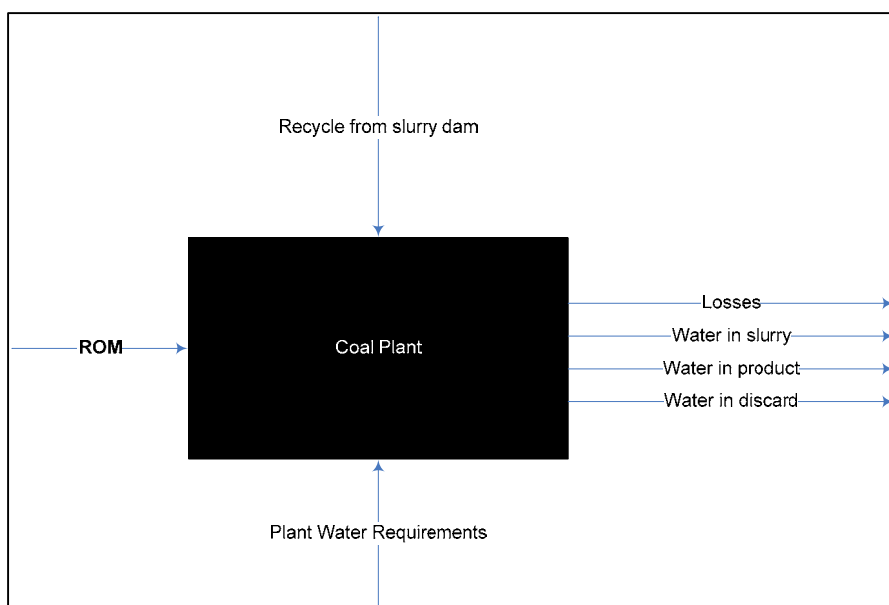 Recycle from slurry dam
Losses
Water in slurry
ROM
Coal Plant
Water in product
Water in discard
Plant Water Requirements